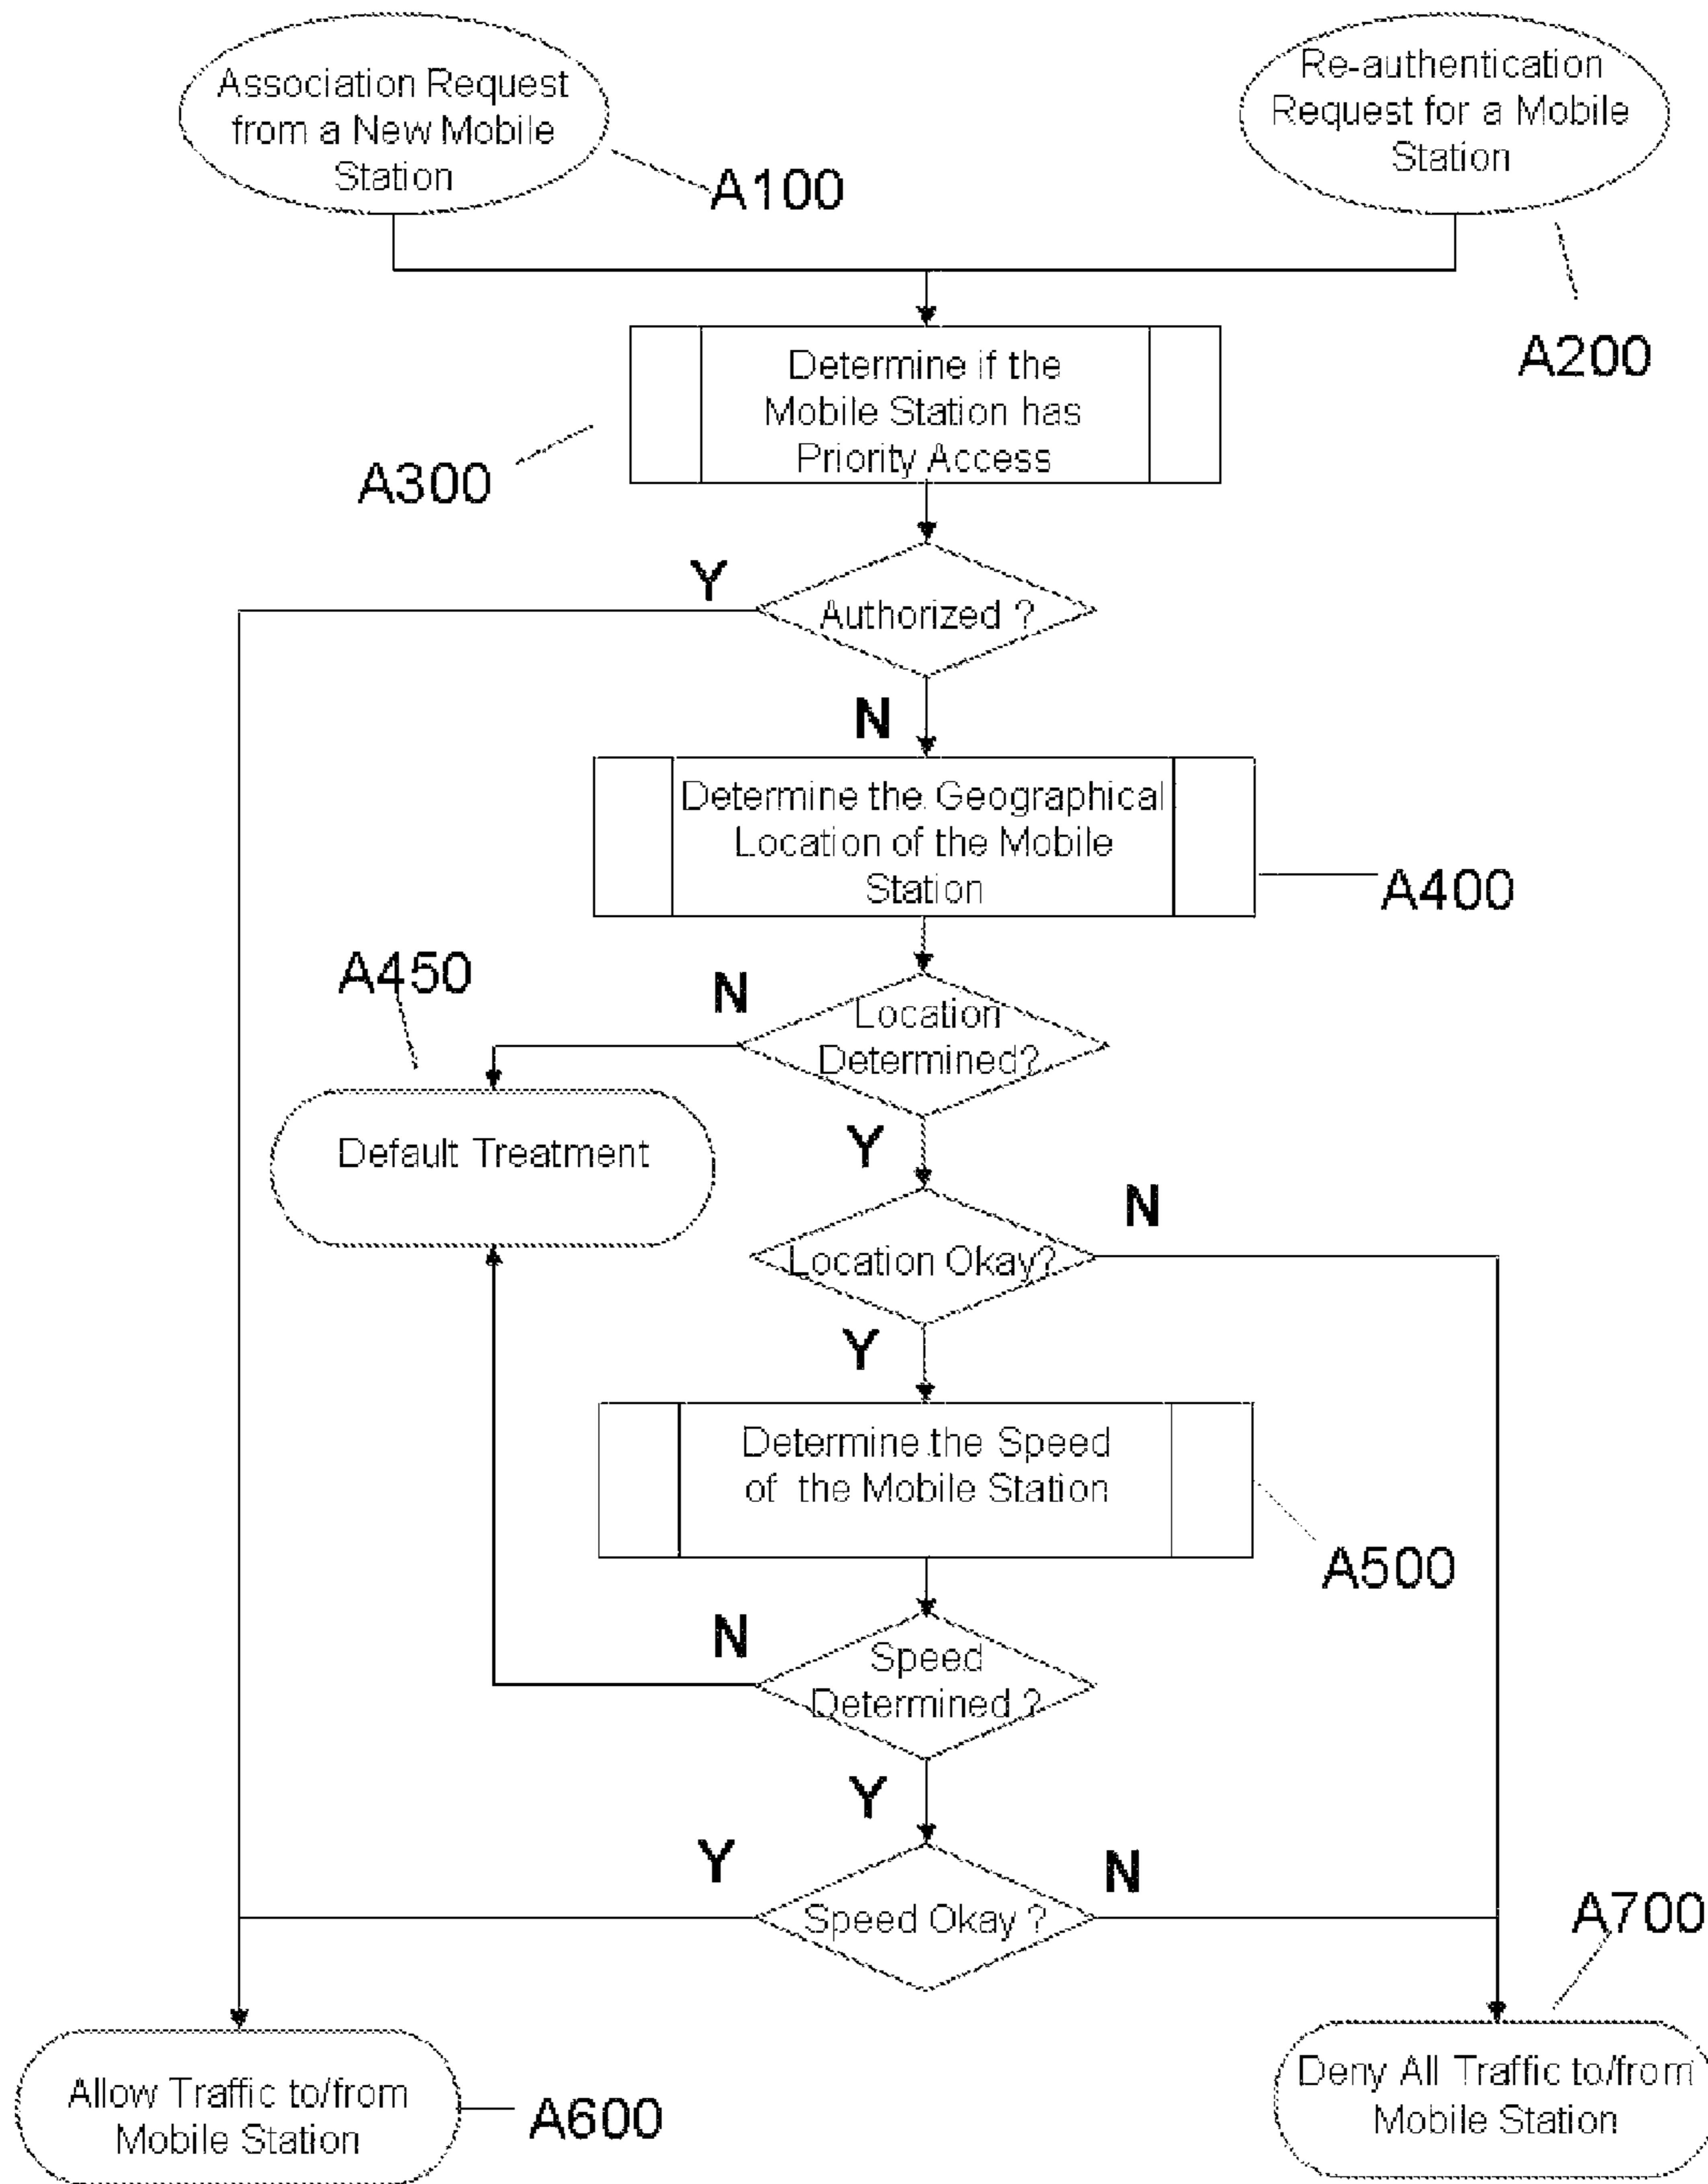 Association Request
from a New Mobile
Station
A100
Re-authentication
Request for a Mobile
Station
A200
Determine if the
Mobile Station has
Priority Access
A300
Y
Authorized ?
N
Determine the Geographical
Location of the Mobile
Station
A400
A450
N
Location
Determined?
Default Treatment
Y
N
Location Okay?
Y
Determine the Speed
of the Mobile Station
A500
N
Speed
Determined ?
Y
Y
N
Speed Okay ?
A700
Allow Traffic to/from
Mobile Station
A600
Deny All Traffic to/from
Mobile Station